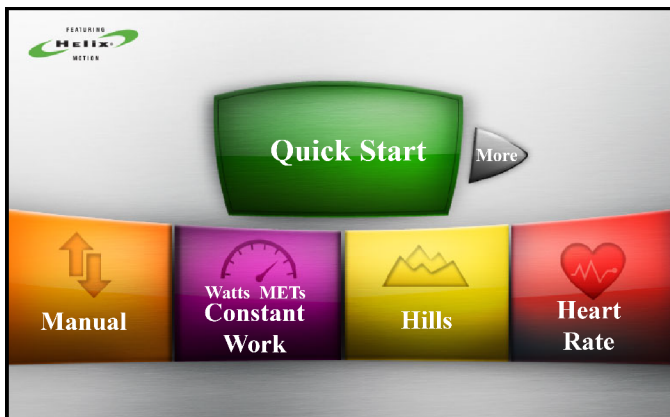 FEATURING
Helix
MOTION
Quick Start
More
Manual
Watts METs
Constant
Work
Hills
Heart
Rate